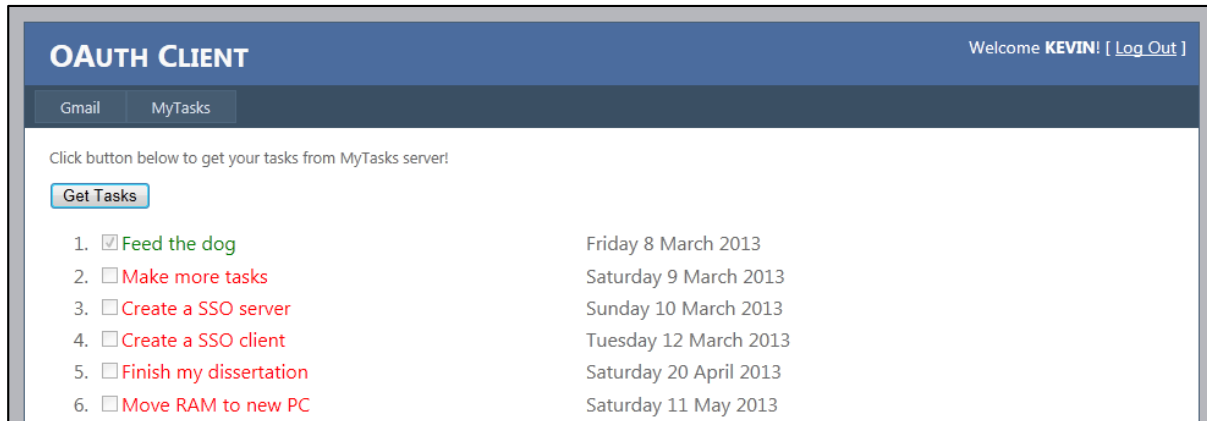 OAUTH CLIENT
Welcome KEVIN! [ Log Out ]
Gmail MyTasks
Click button below to get your tasks from MyTasks server!
Get Tasks
1. Feed the dog Friday 8 March 2013
2. Make more tasks Saturday 9 March 2013
3. Create a SSO server Sunday 10 March 2013
4. Create a SSO client Tuesday 12 March 2013
5. Finish my dissertation Saturday 20 April 2013
6. Move RAM to new PC Saturday 11 May 2013